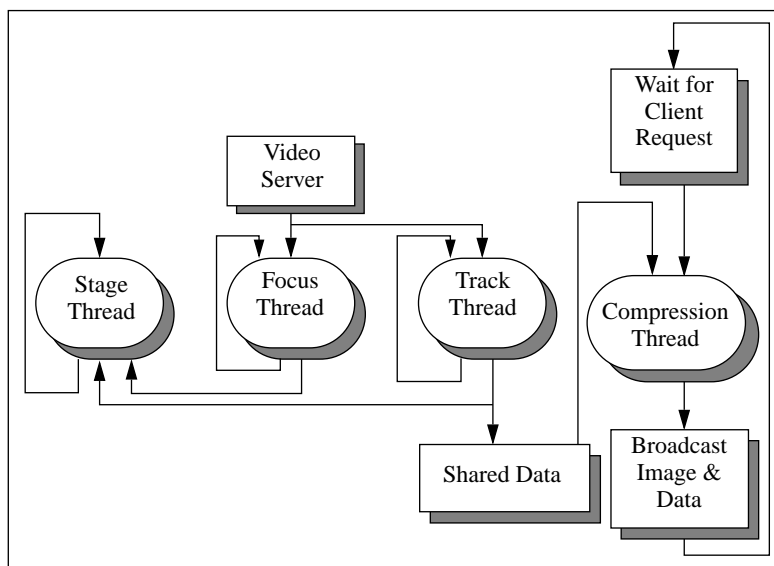 Wait for
Client
Request
Video
Server
Stage
Thread
Focus
Thread
Track
Thread
Compression
Thread
Shared Data
Broadcast
Image &
Data